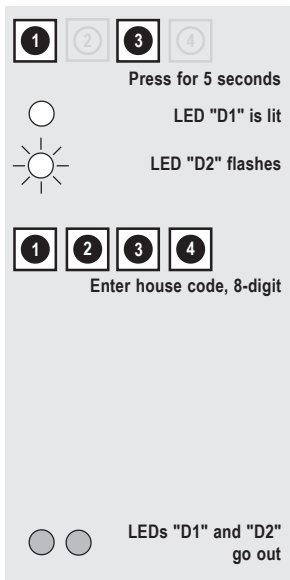 1 2 3 4
Press for 5 seconds
LED "D1" is lit
LED "D2" flashes
1 2 3 4
Enter house code, 8-digit
LEDs "D1" and "D2"
go out